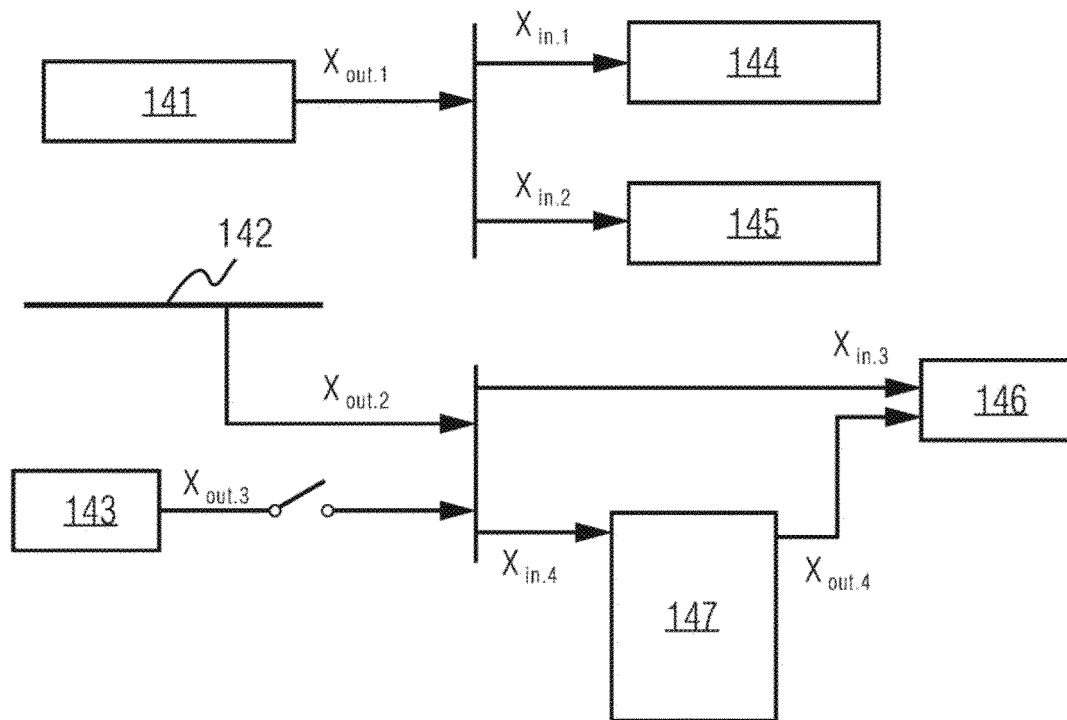 X in.1
X out.1
144
141
X in.2
145
142
X in.3
X out.2
146
X out.3
143
X in.4
X out.4
147